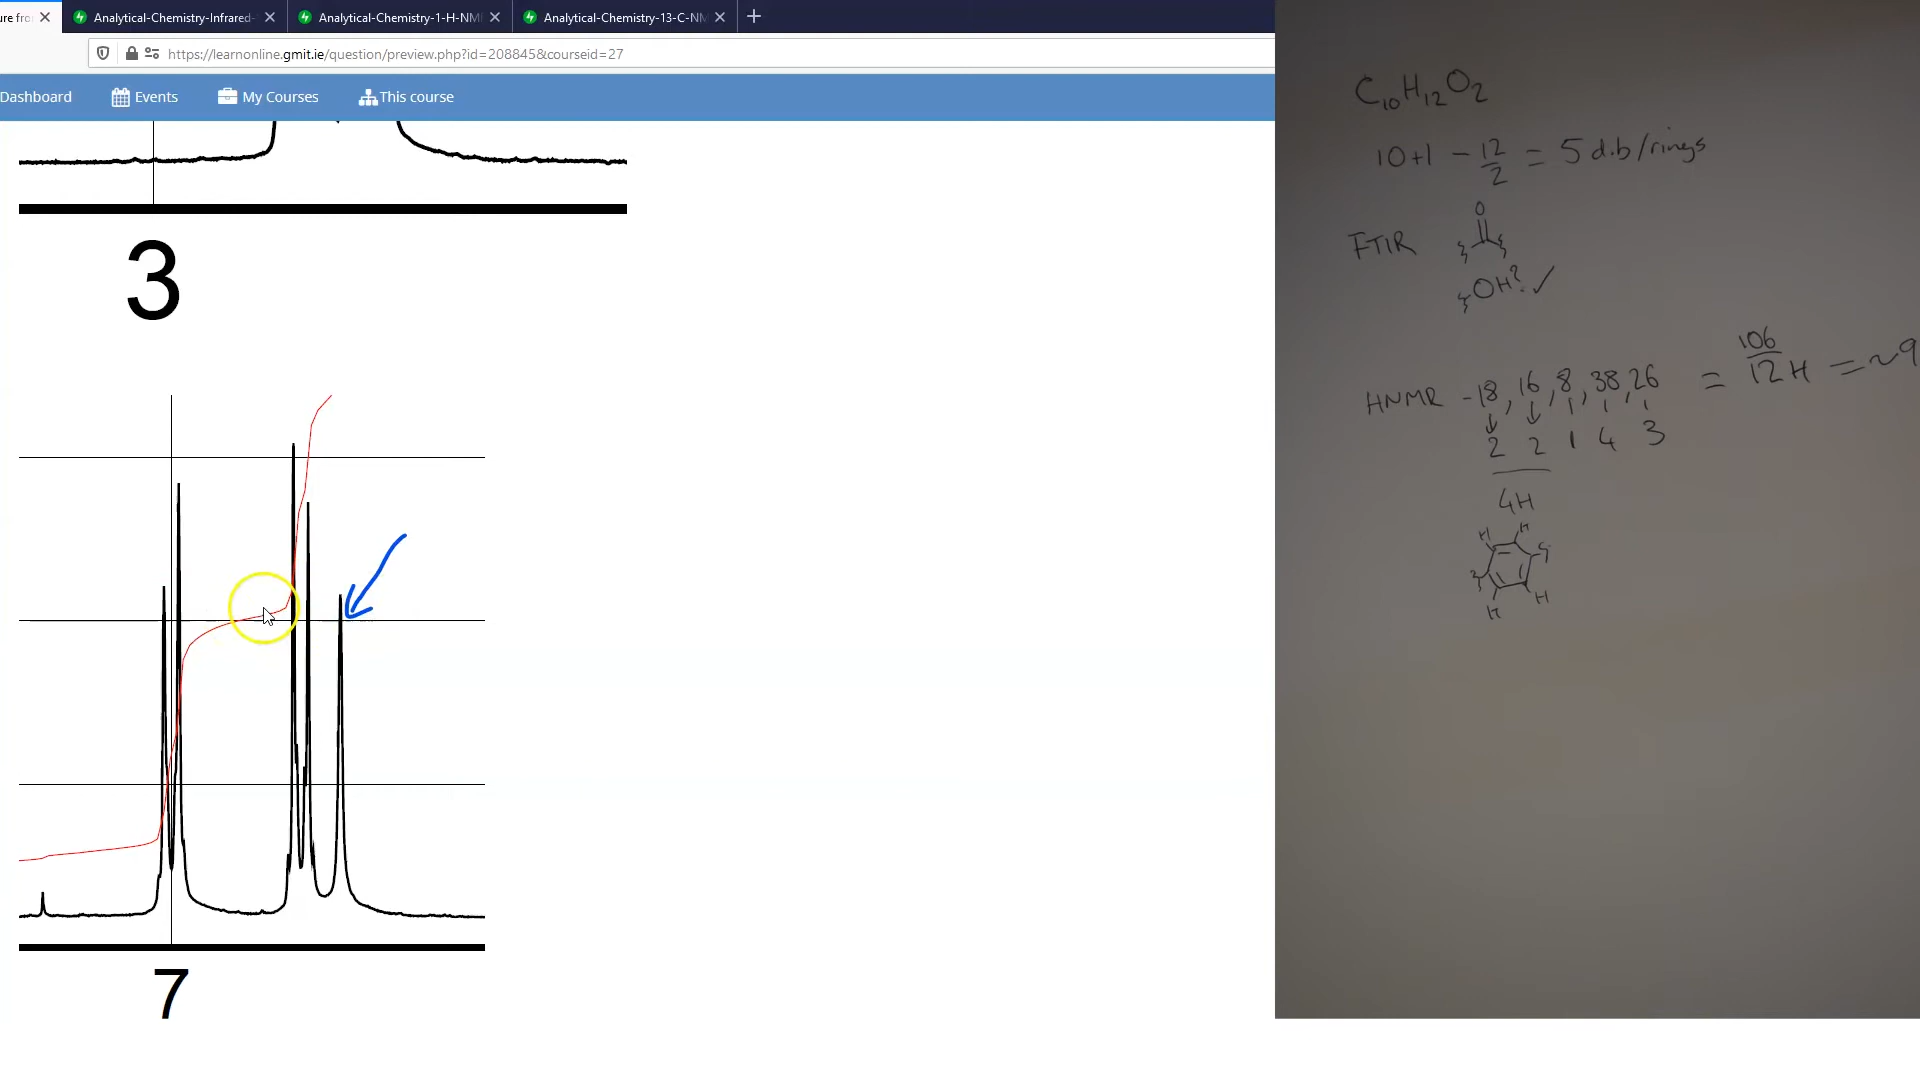 ure fro
Analytical-Chemistry-Infrared-
Analytical-Chemistry-1-H-NM
Analytical-Chemistry-13-C-NM
https://learnonline.gmit.ie/question/preview.php?id=208845&courseid=27
Dashboard Events My Courses This course
3
7
C10H12O2
10+1 - 12/2 = 5 d.b/rings
FTIR O
OH? ✓
HNMR - 18, 16, 8, 38, 26 = 106/12H = ~9
2 2 1 4 3
4H
H H
H H